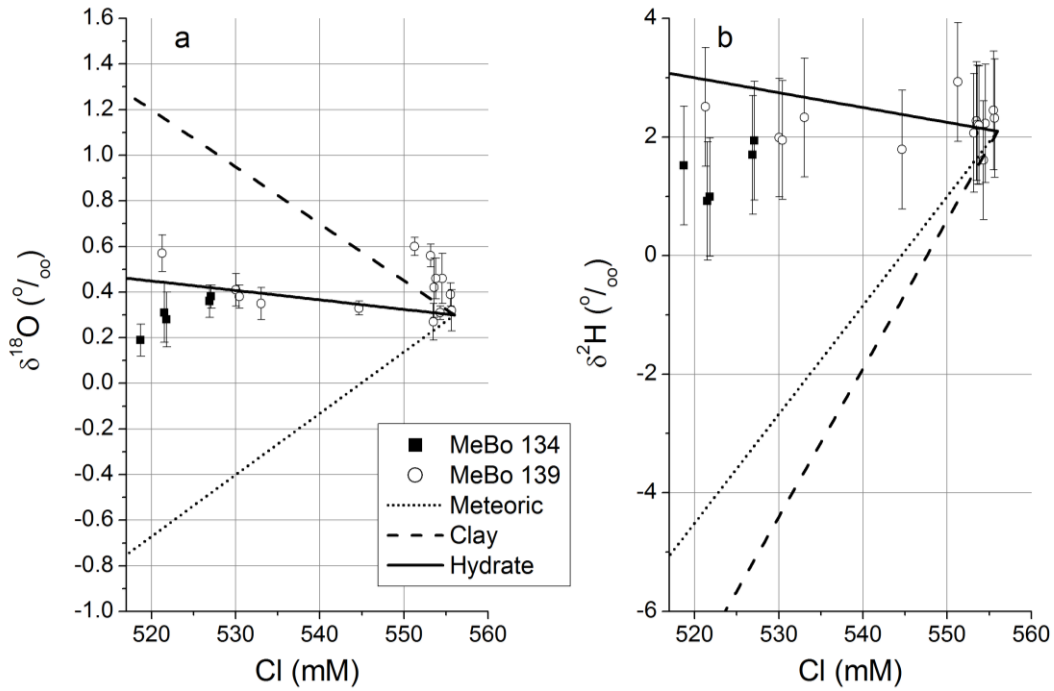 a
1.6
1.4
1.2
1.0
0.8
0.6
0.4
0.2
0.0
-0.2
-0.4
-0.6
-0.8
-1.0
δ¹⁸O (°/₀₀)
520
530
540
550
560
Cl (mM)
MeBo 134
MeBo 139
Meteoric
Clay
Hydrate
b
4
2
0
-2
-4
-6
δ²H (°/₀₀)
520
530
540
550
560
Cl (mM)